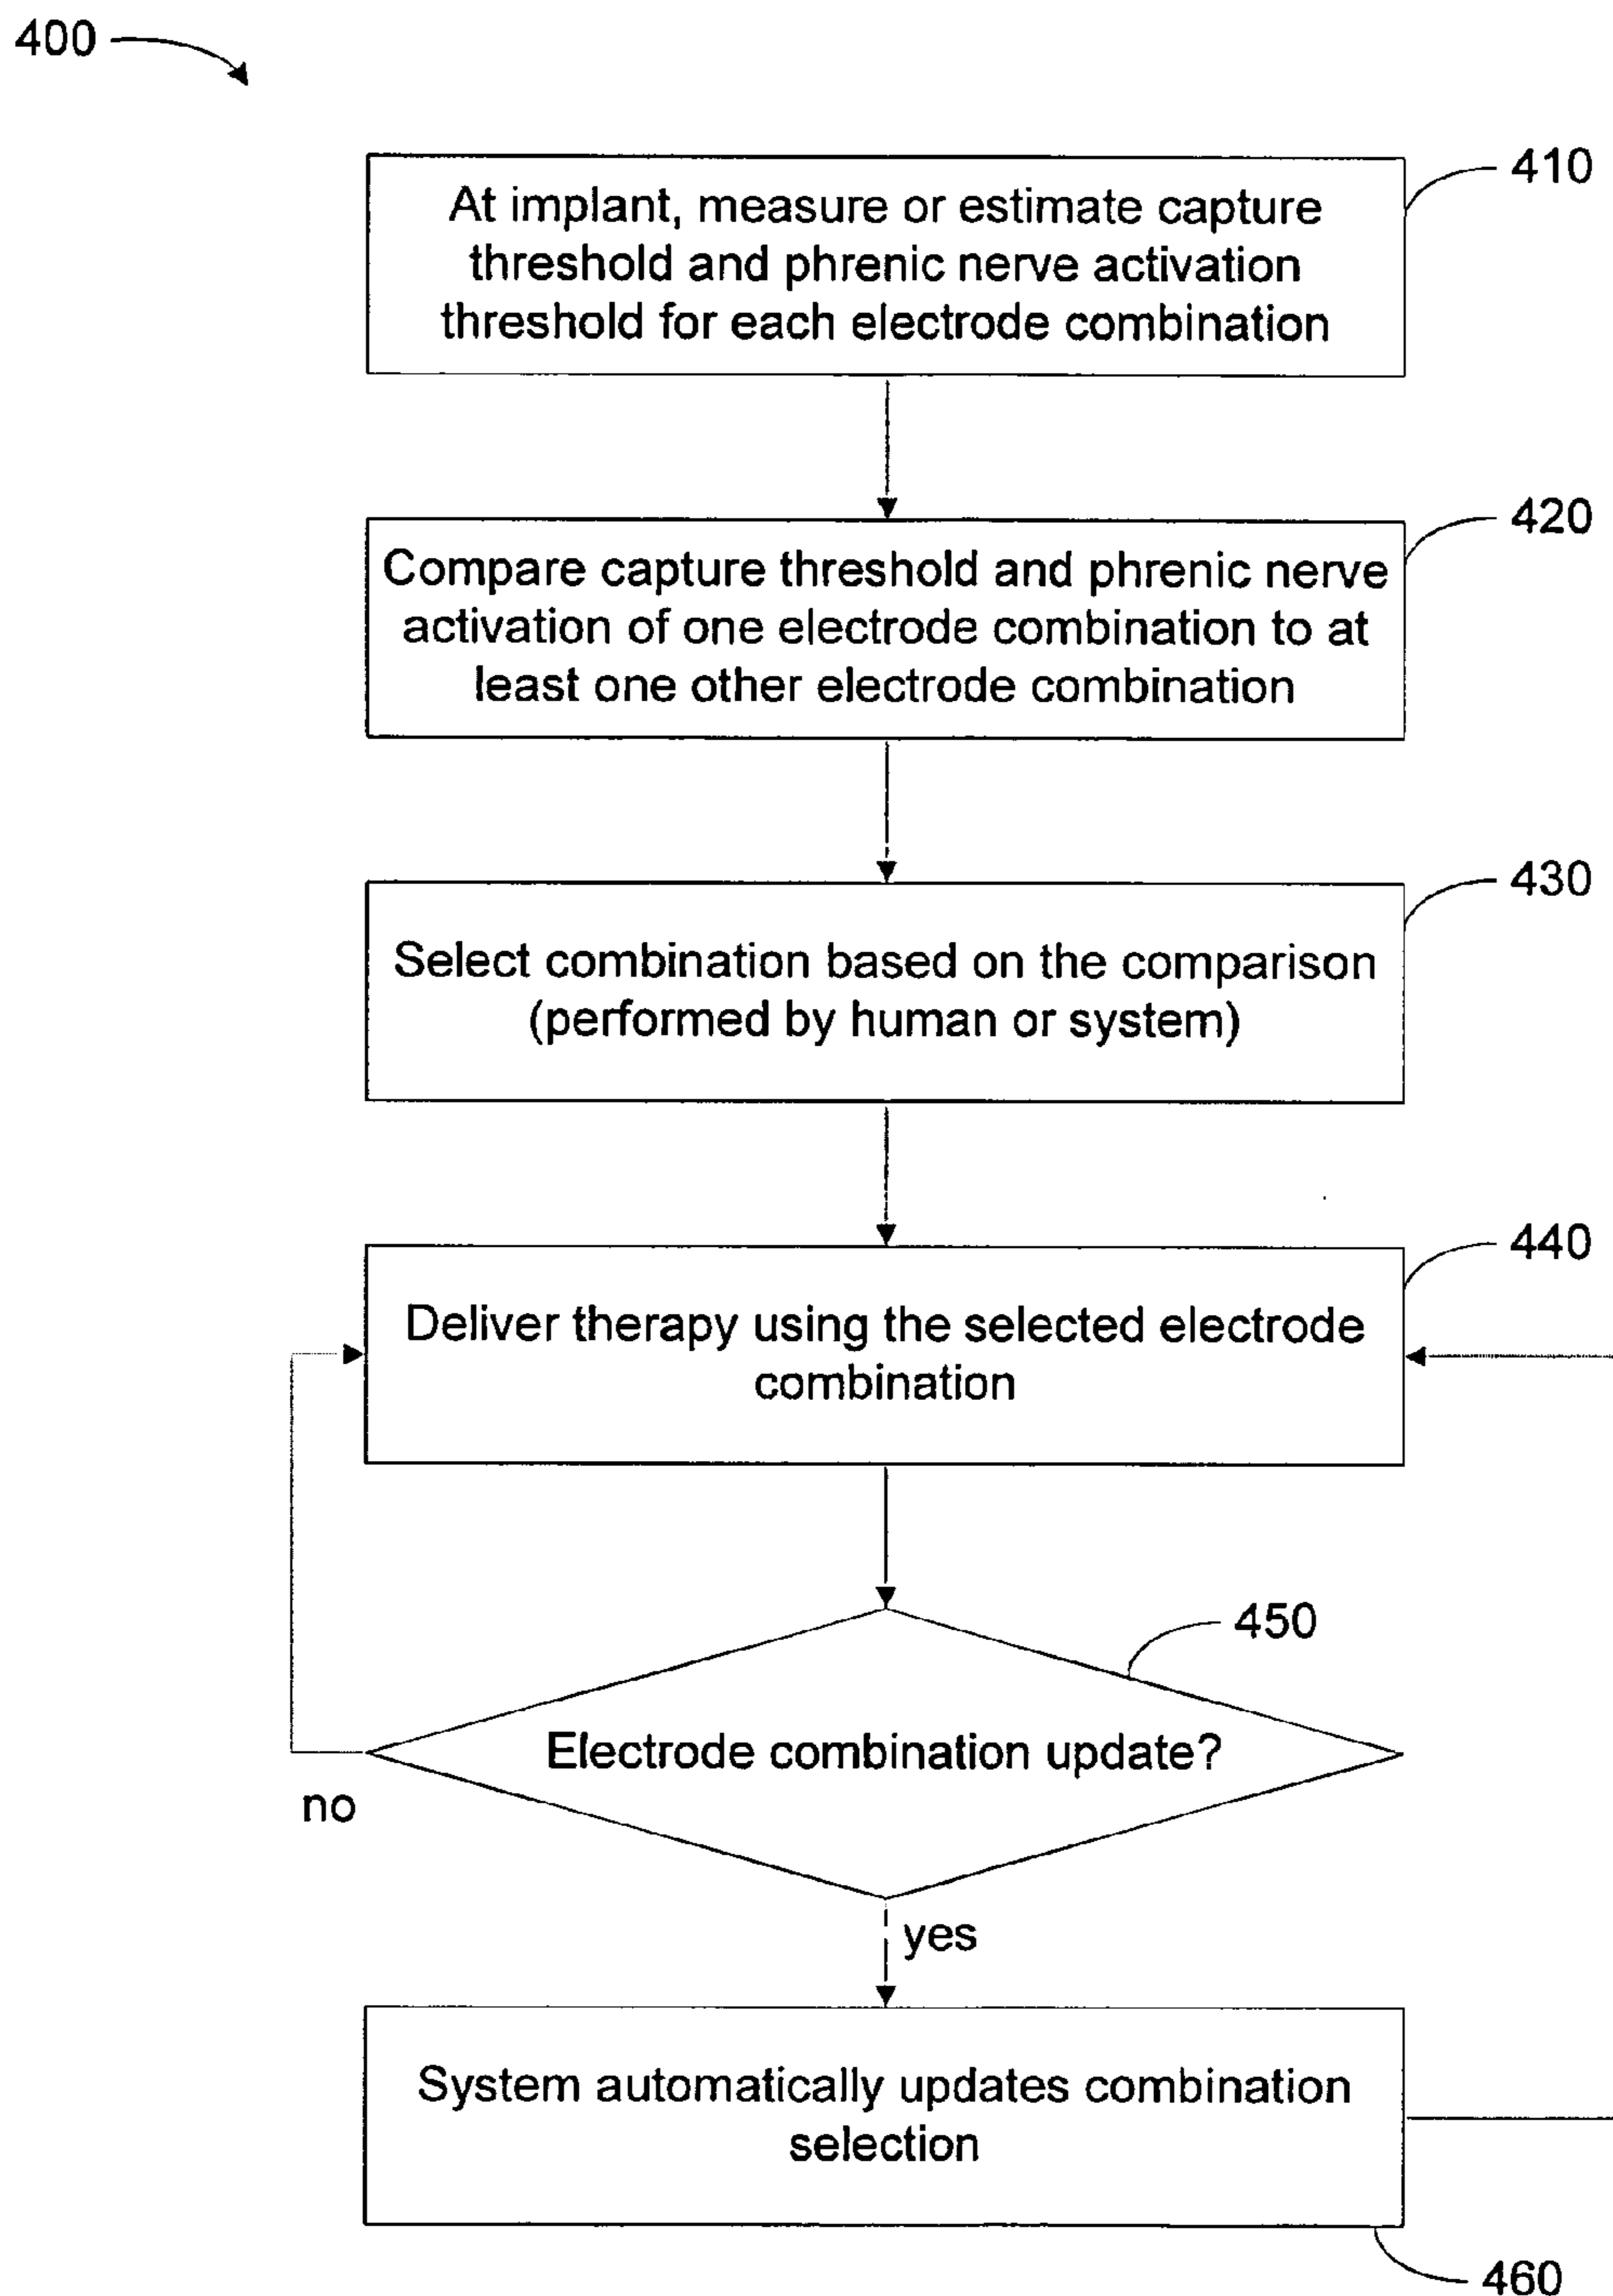 400
410
At implant, measure or estimate capture
threshold and phrenic nerve activation
threshold for each electrode combination
420
Compare capture threshold and phrenic nerve
activation of one electrode combination to at
least one other electrode combination
430
Select combination based on the comparison
(performed by human or system)
440
Deliver therapy using the selected electrode
combination
450
Electrode combination update?
no
yes
System automatically updates combination
selection
460